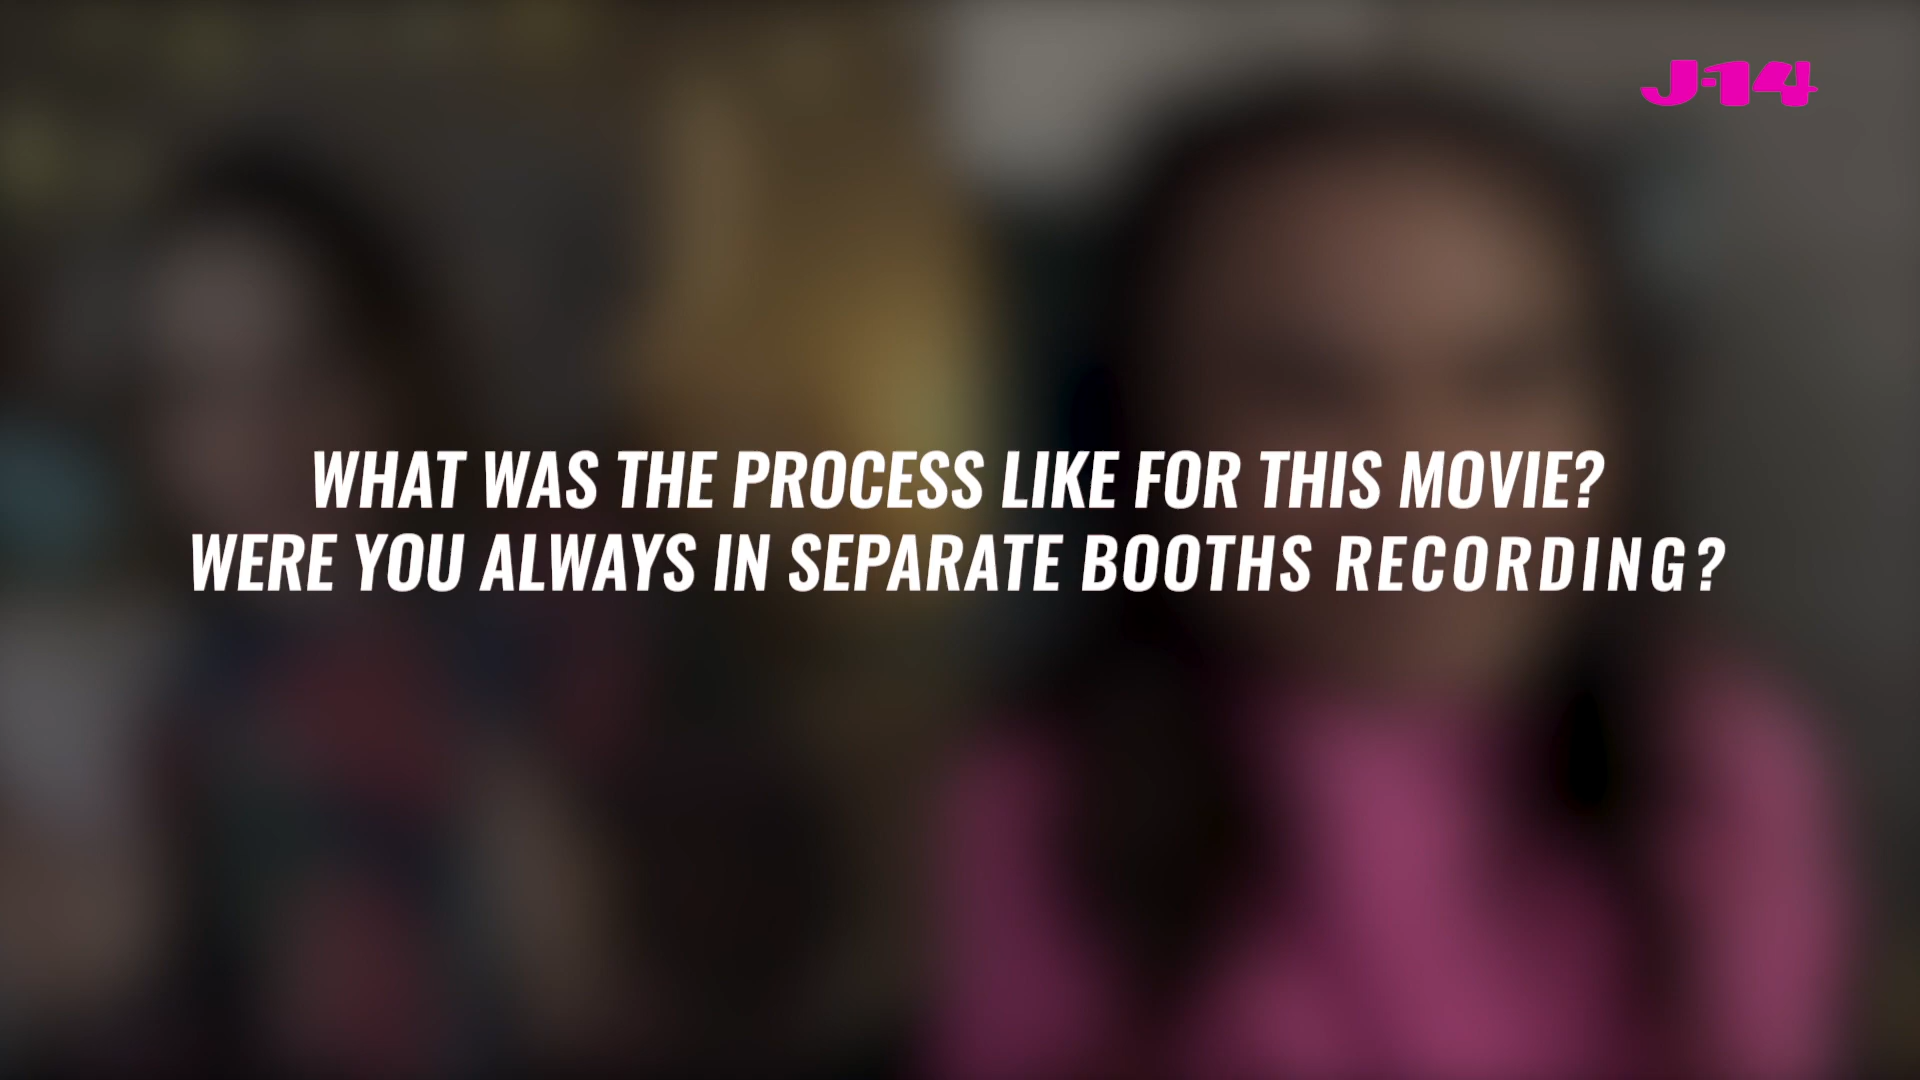 J-14
WHAT WAS THE PROCESS LIKE FOR THIS MOVIE?
WERE YOU ALWAYS IN SEPARATE BOOTHS RECORDING?